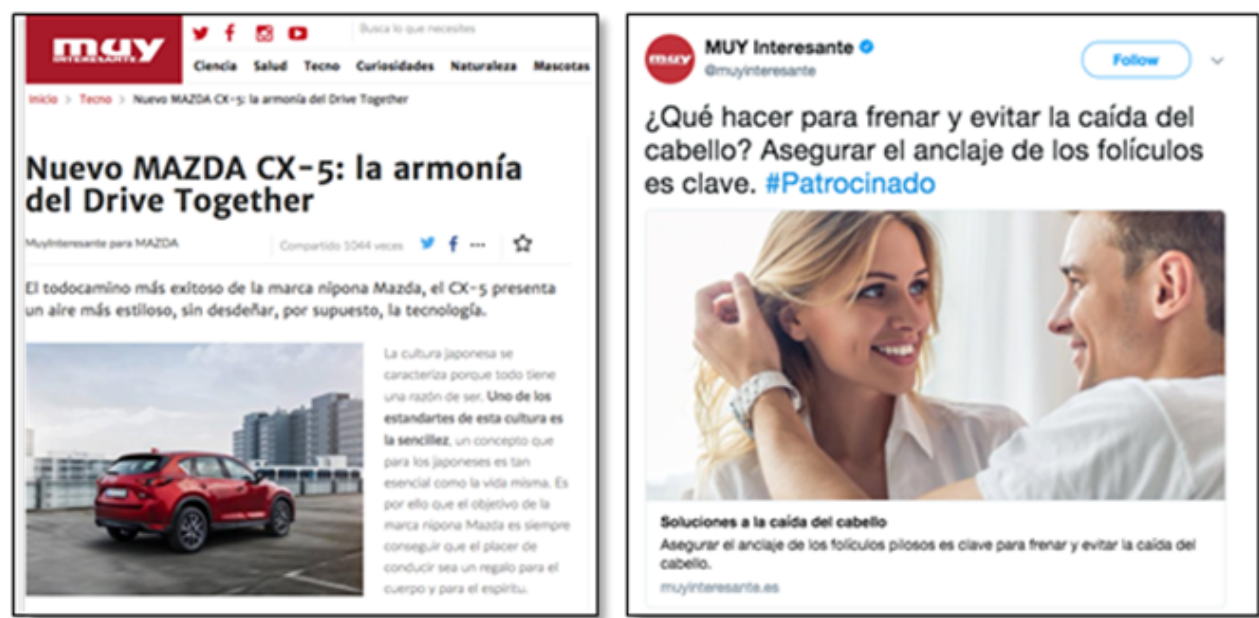 muy
INTERESANTE
Busca lo que necesites
Ciencia Salud Tecno Curiosidades Naturaleza Mascotas
Inicio > Tecno > Nuevo MAZDA CX-5: la armonía del Drive Together
Nuevo MAZDA CX-5: la armonía
del Drive Together
MuyInteresante para MAZDA
Compartido 1044 veces
El todocamino más exitoso de la marca nipona Mazda, el CX-5 presenta
un aire más estiloso, sin desdeñar, por supuesto, la tecnología.
La cultura japonesa se
caracteriza porque todo tiene
una razón de ser. Uno de los
estandartes de esta cultura es
la sencillez, un concepto que
para los japoneses es tan
esencial como la vida misma. Es
por ello que el objetivo de la
marca nipona Mazda es siempre
conseguir que el placer de
conducir sea un regalo para el
cuerpo y para el espíritu.
muy
MUY Interesante
@muyinteresante
Follow
¿Qué hacer para frenar y evitar la caída del
cabello? Asegurar el anclaje de los folículos
es clave. #Patrocinado
Soluciones a la caída del cabello
Asegurar el anclaje de los folículos pilosos es clave para frenar y evitar la caída del
cabello.
muyinteresante.es